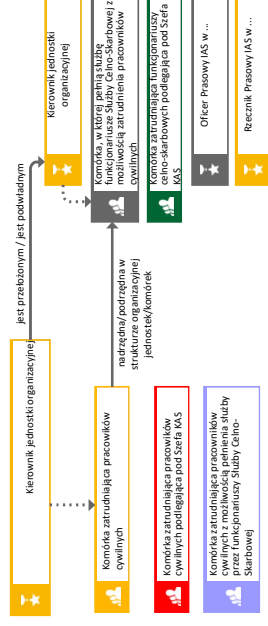 Kierownik jednostki organizacyjnej
jest przełożonym / jest podwładnym
Kierownik jednostki
organizacyjnej
Komórka zatrudniająca pracowików
cywilnych
nadrzędna/podrzędna w
strukturze organizacyjnej
jednostek/komórek
Komórka, w której pełnią służbę
funkcjonariusze Służby Celno-Skarbowej z
możliwością zatrudnienia pracowników
cywilnych
Komórka zatrudniająca pracowików
cywilnych podlegająca pod Szefa KAS
Komórka zatrudniająca funkcjonariuszy
celno-skarbowych podlegająca pod Szefa
KAS
Komórka zatrudniająca pracowników
cywilnych z możliwością pełnienia służby
przez funkcjonariuszy Służby Celno-
Skarbowej
Oficer Prasowy IAS w ...
Rzecznik Prasowy IAS w ...